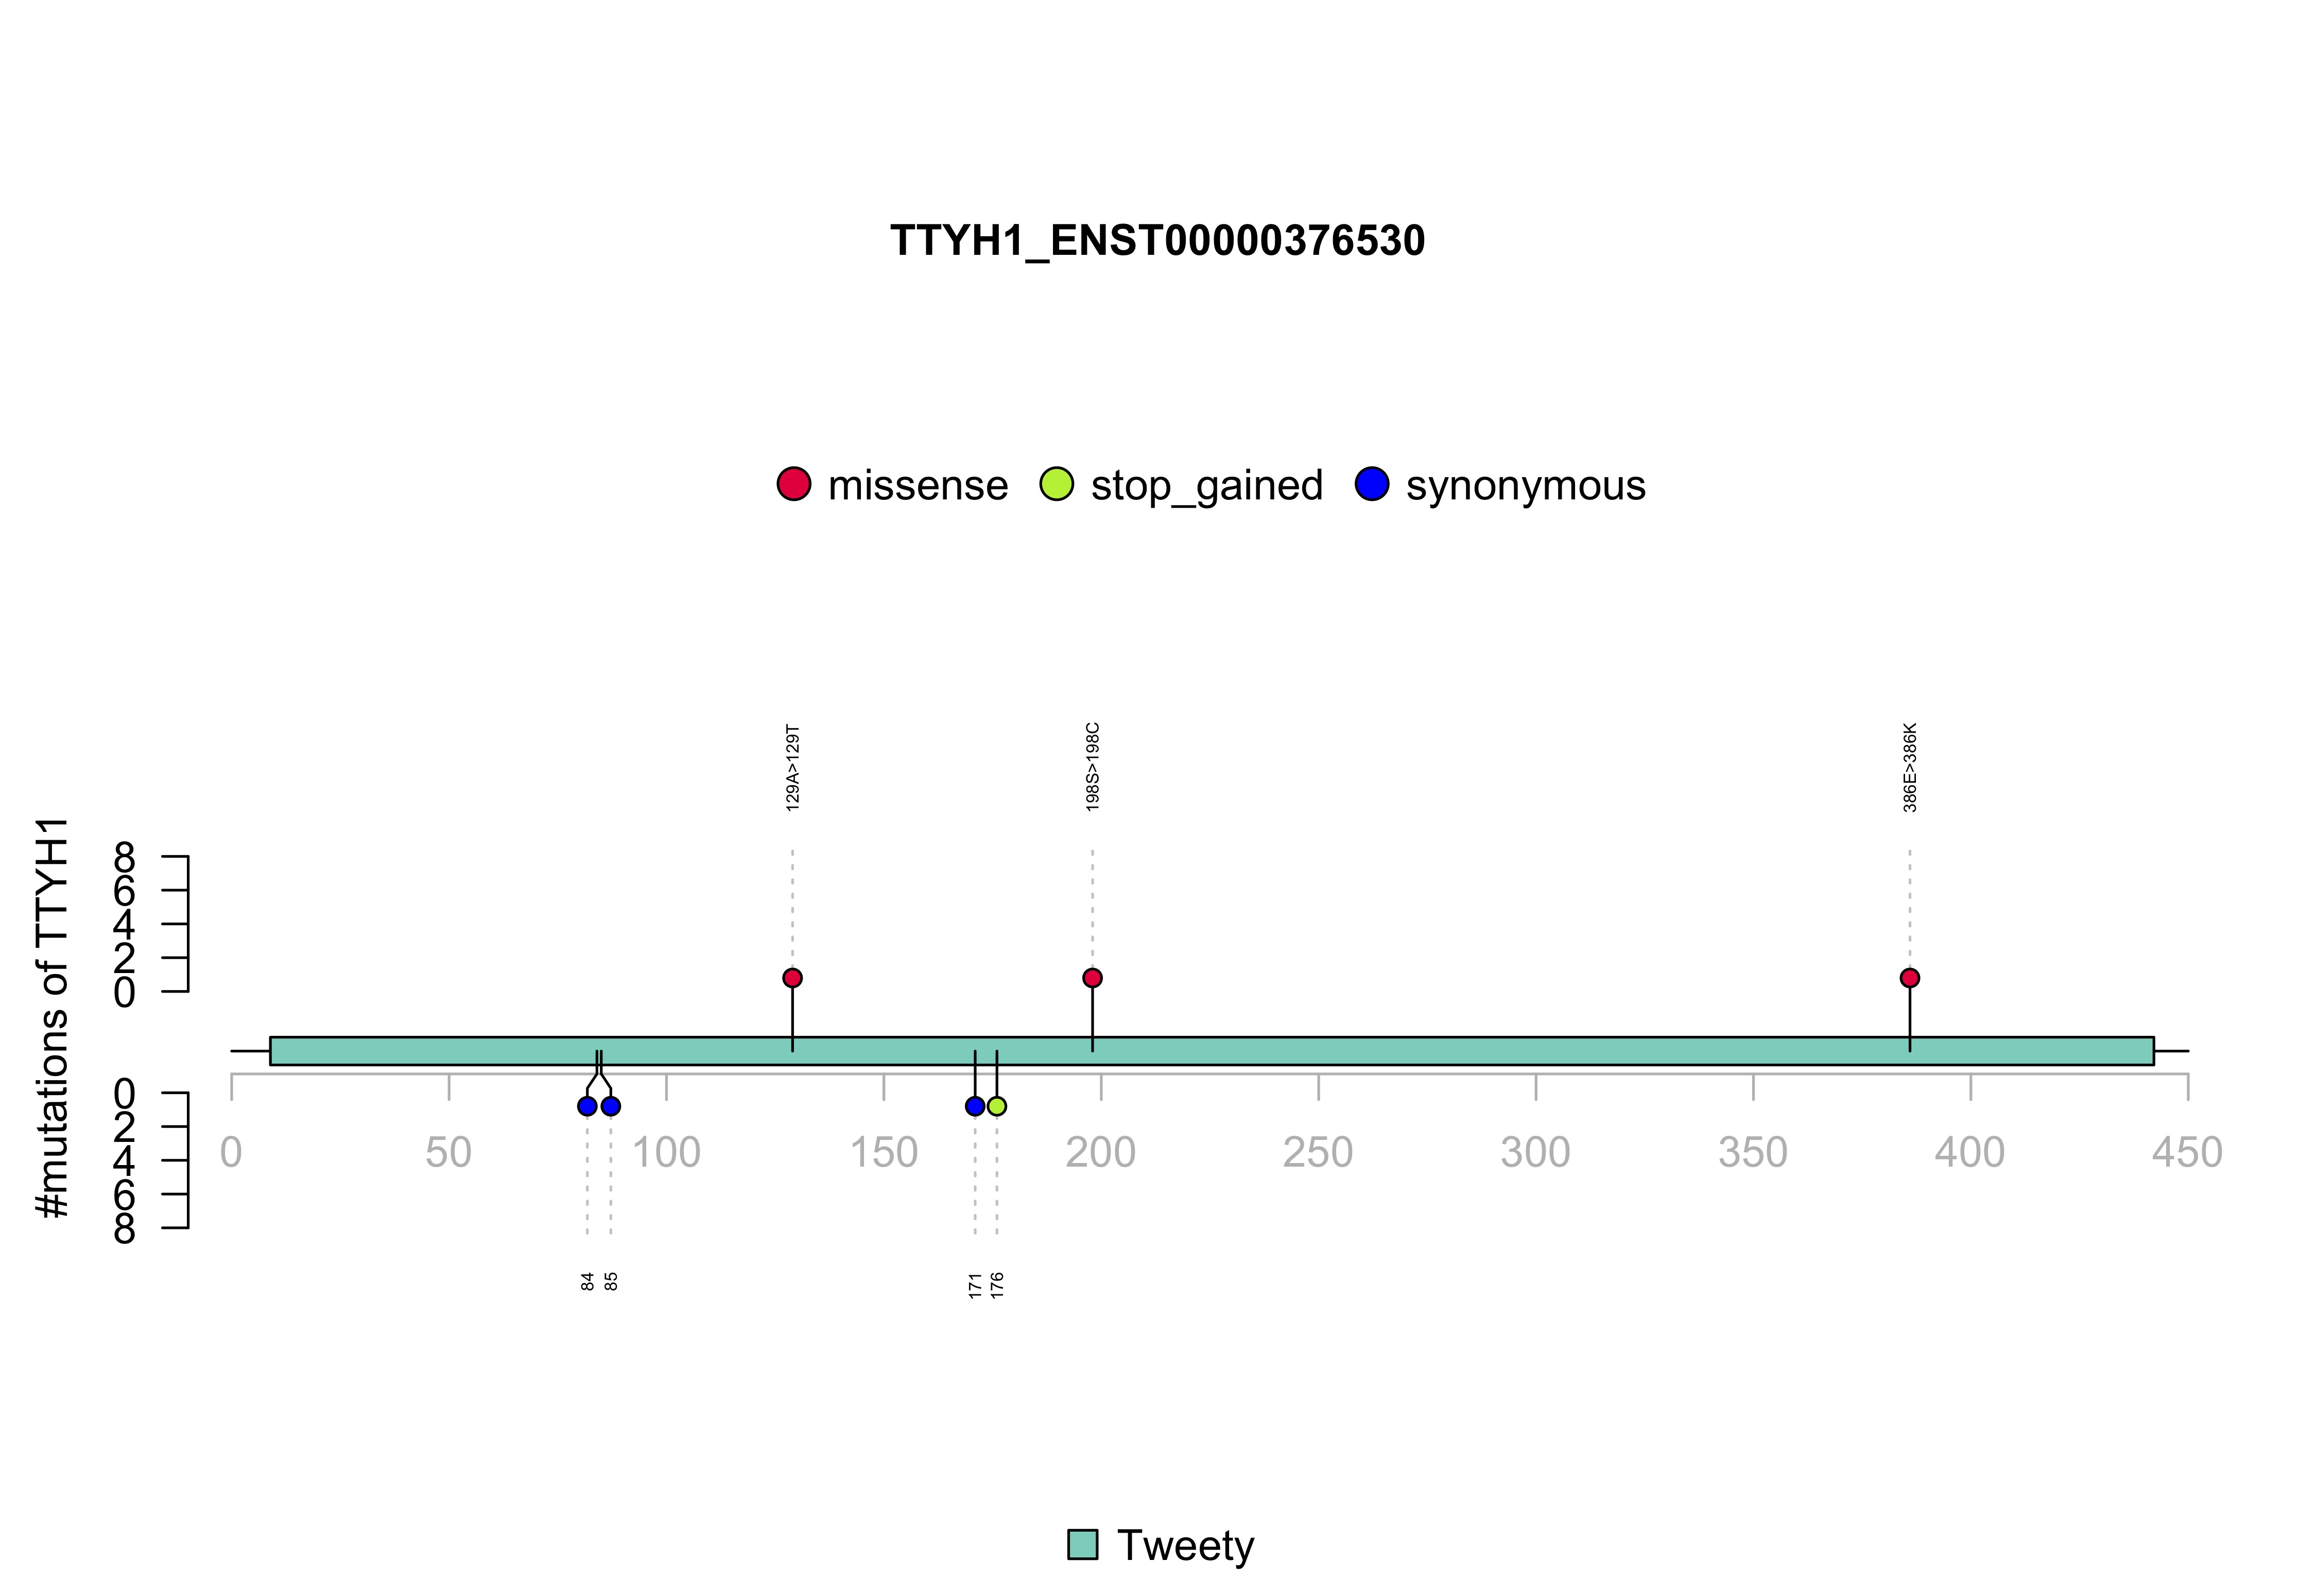 TTYH1_ENST00000376530
missense stop_gained synonymous
129A>129T 198S>198C 386E>386K
#mutations of TTYH1
8
6
4
2
0
0
2
4
6
8
0 50 100 150 200 250 300 350 400 450
84 85 171 176
Tweety